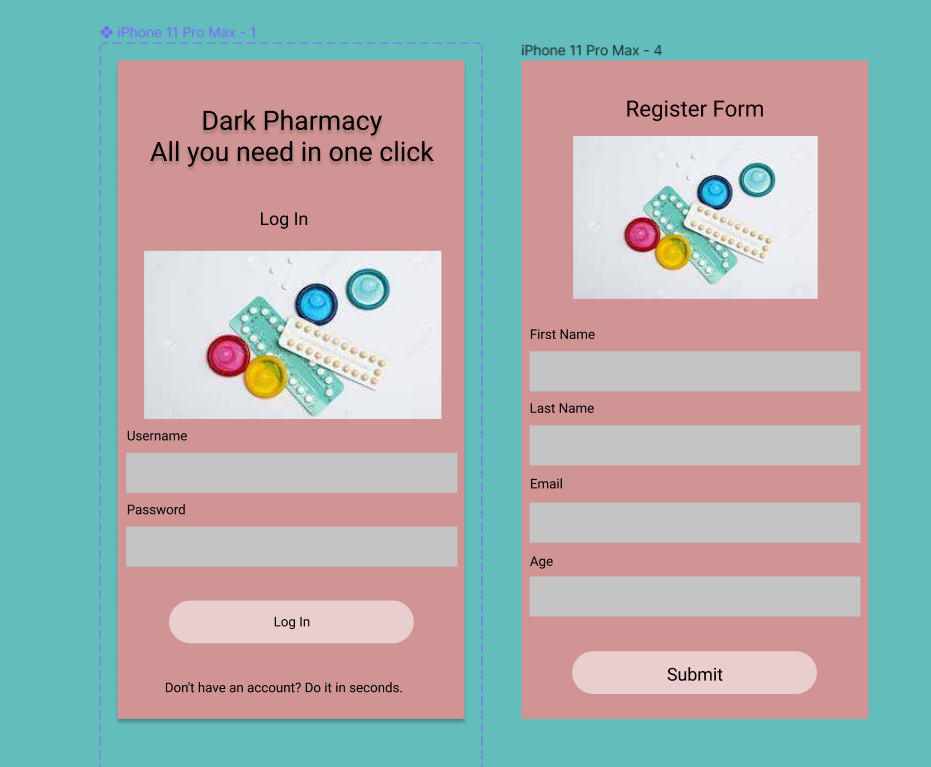 iPhone 11 Pro Max - 1
Dark Pharmacy
All you need in one click
Log In
Username
Password
Log In
Don't have an account? Do it in seconds.
iPhone 11 Pro Max - 4
Register Form
First Name
Last Name
Email
Age
Submit